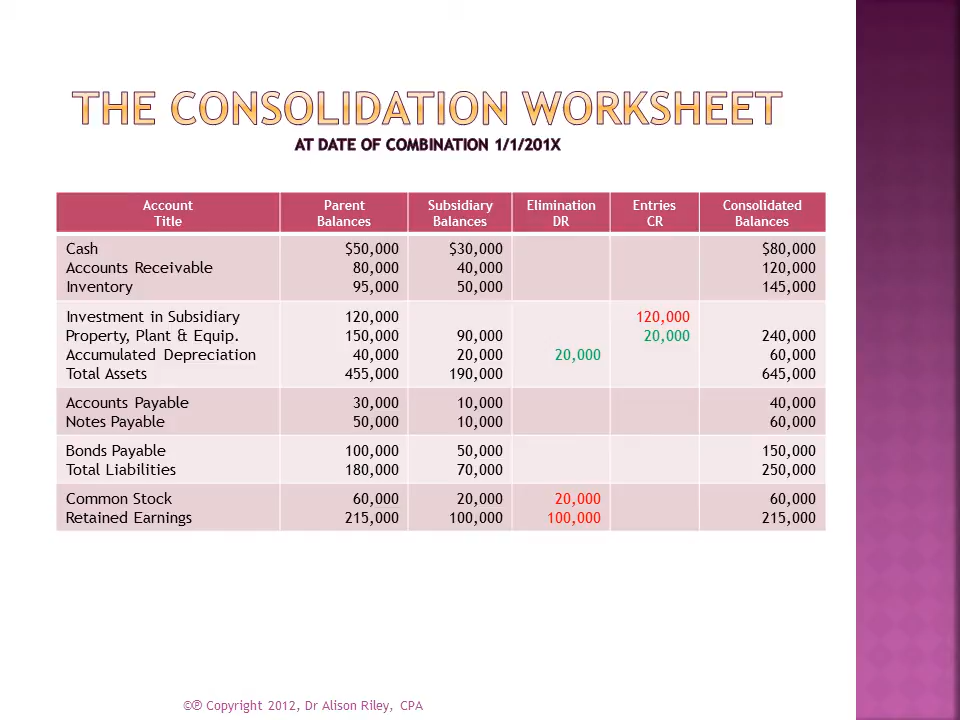 THE CONSOLIDATION WORKSHEET
AT DATE OF COMBINATION 1/1/201X
Account Title Parent Balances Subsidiary Balances Elimination DR Entries CR Consolidated Balances
Cash $50,000 $30,000 $80,000
Accounts Receivable 80,000 40,000 120,000
Inventory 95,000 50,000 145,000
Investment in Subsidiary 120,000 120,000
Property, Plant & Equip. 150,000 90,000 20,000 240,000
Accumulated Depreciation 40,000 20,000 20,000 60,000
Total Assets 455,000 190,000 645,000
Accounts Payable 30,000 10,000 40,000
Notes Payable 50,000 10,000 60,000
Bonds Payable 100,000 50,000 150,000
Total Liabilities 180,000 70,000 250,000
Common Stock 60,000 20,000 20,000 60,000
Retained Earnings 215,000 100,000 100,000 215,000
©℗ Copyright 2012, Dr Alison Riley, CPA